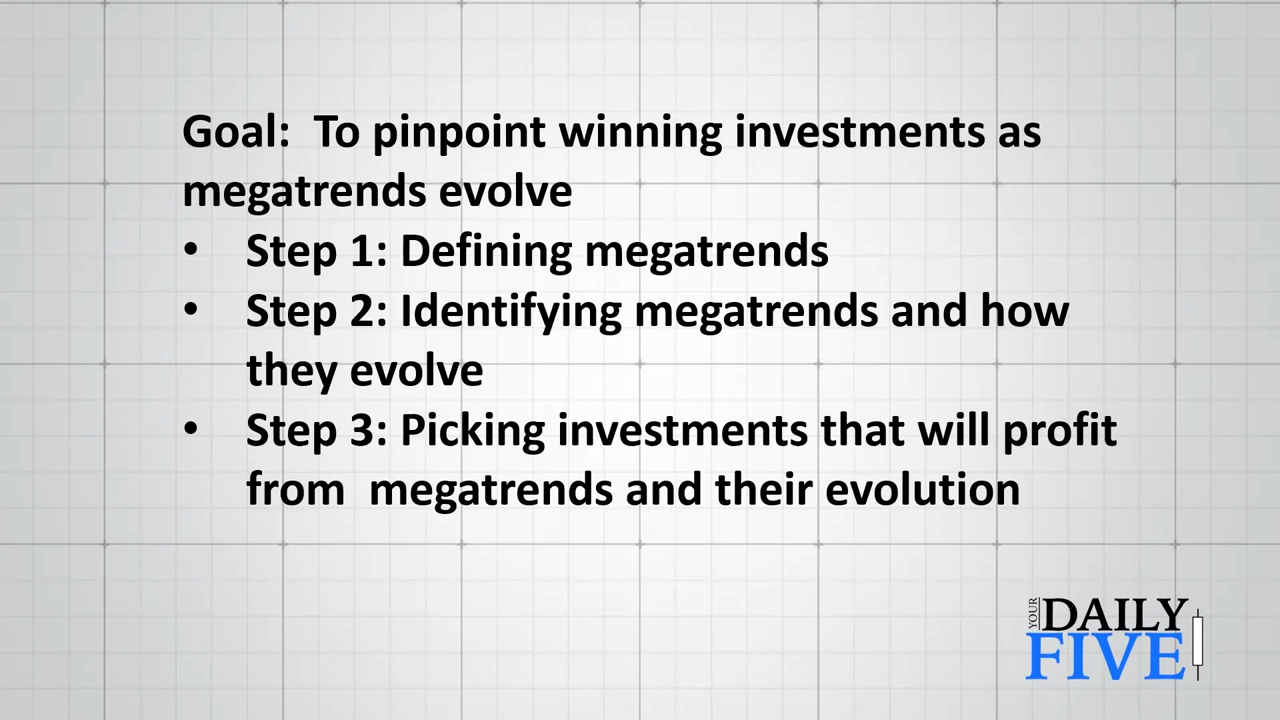 Goal:  To pinpoint winning investments as
megatrends evolve
• Step 1: Defining megatrends
• Step 2: Identifying megatrends and how
they evolve
• Step 3: Picking investments that will profit
from  megatrends and their evolution
YOUR
DAILY
FIVE